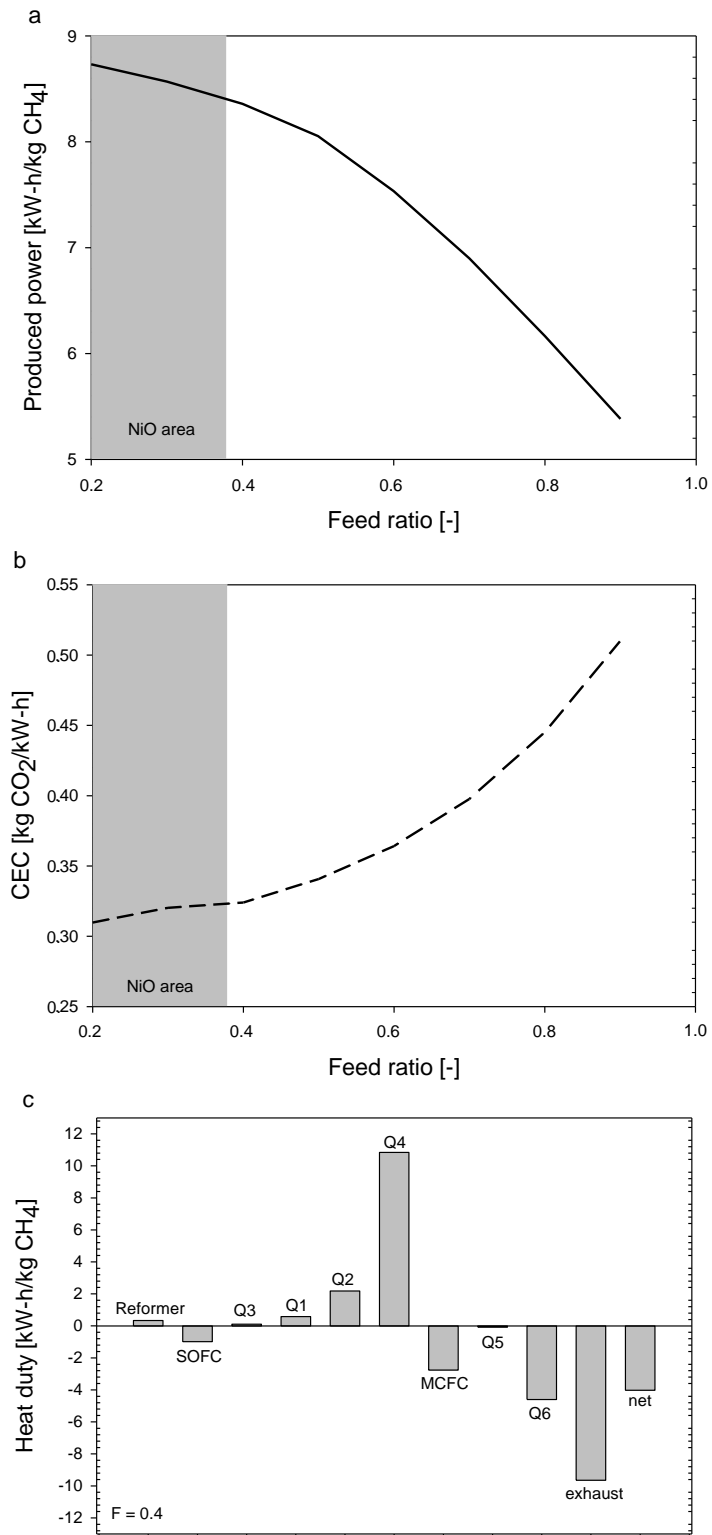 a
9
8
7
6
5
Produced power [kW-h/kg CH4]
NiO area
0.2
0.4
0.6
0.8
1.0
Feed ratio [-]
b
0.55
0.50
0.45
0.40
0.35
0.30
0.25
CEC [kg CO2/kW-h]
NiO area
0.2
0.4
0.6
0.8
1.0
Feed ratio [-]
c
12
10
8
6
4
2
0
-2
-4
-6
-8
-10
-12
Heat duty [kW-h/kg CH4]
Reformer
SOFC
Q3
Q1
Q2
Q4
MCFC
Q5
Q6
exhaust
net
F = 0.4